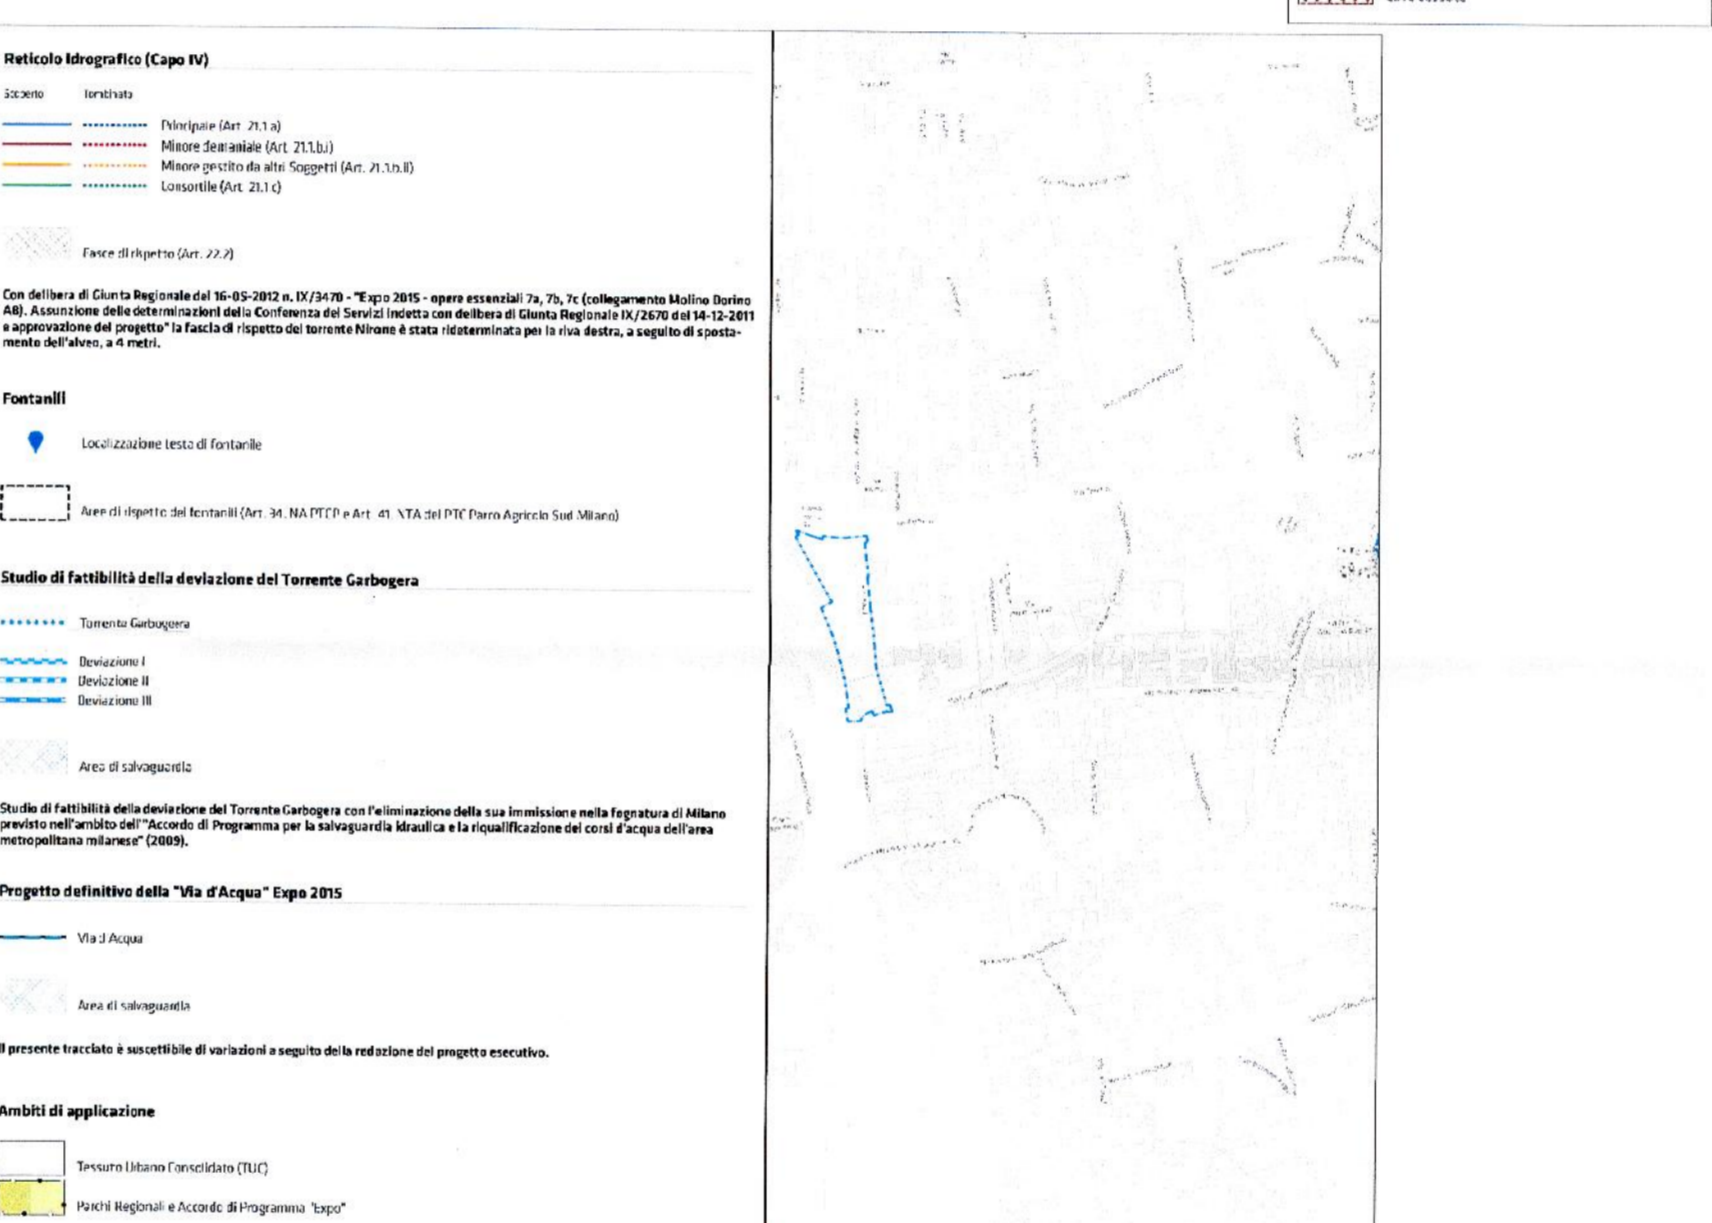 Reticolo Idrografico (Capo IV)
Scoperto Tombinato
Principale (Art. 21.1 a)
Minore demaniale (Art. 21.1.b.i)
Minore gestito da altri Soggetti (Art. 21.1.b.ii)
Consortile (Art. 21.1 c)
Fasce di rispetto (Art. 22.2)
Con delibera di Giunta Regionale del 16-05-2012 n. IX/3470 - "Expo 2015 - opere essenziali 7a, 7b, 7c (collegamento Molino Dorino
A8). Assunzione delle determinazioni della Conferenza dei Servizi indetta con delibera di Giunta Regionale IX/2670 del 14-12-2011
e approvazione del progetto" la fascia di rispetto del torrente Nirone è stata rideterminata per la riva destra, a seguito di sposta-
mento dell'alveo, a 4 metri.
Fontanili
Localizzazione testa di fontanile
Aree di rispetto dei fontanili (Art. 34. NA PTCP e Art. 41. NTA del PTC Parco Agricolo Sud Milano)
Studio di fattibilità della deviazione del Torrente Garbogera
Torrente Garbogera
Deviazione I
Deviazione II
Deviazione III
Area di salvaguardia
Studio di fattibilità della deviazione del Torrente Garbogera con l'eliminazione della sua immissione nella fognatura di Milano
previsto nell'ambito dell'"Accordo di Programma per la salvaguardia idraulica e la riqualificazione dei corsi d'acqua dell'area
metropolitana milanese" (2009).
Progetto definitivo della "Via d'Acqua" Expo 2015
Via d'Acqua
Area di salvaguardia
Il presente tracciato è suscettibile di variazioni a seguito della redazione del progetto esecutivo.
Ambiti di applicazione
Tessuto Urbano Consolidato (TUC)
Parchi Regionali e Accordo di Programma "Expo"